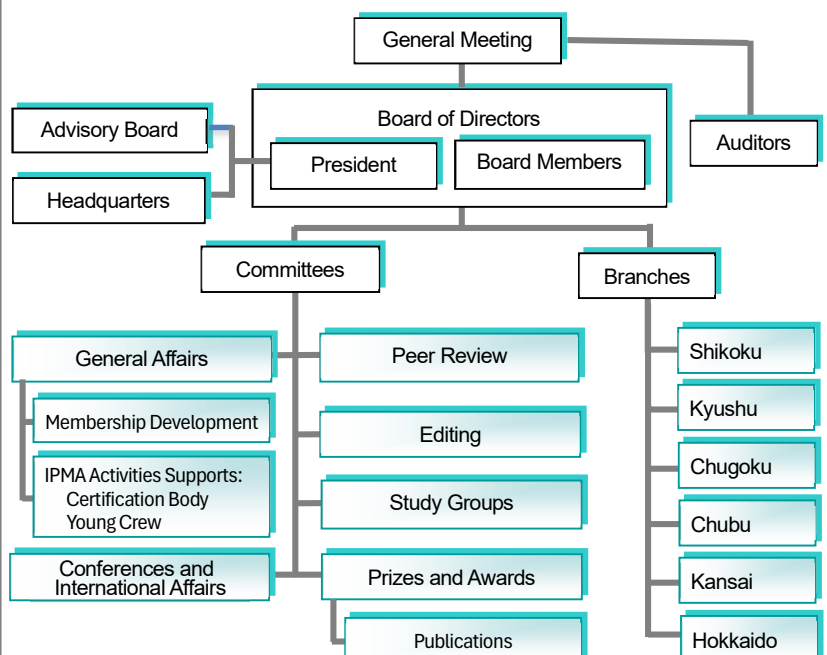 General Meeting
Board of Directors
Advisory Board
Auditors
President
Board Members
Headquarters
Committees
Branches
General Affairs
Peer Review
Shikoku
Membership Development
Editing
Kyushu
IPMA Activities Supports:
Certification Body
Young Crew
Study Groups
Chugoku
Chubu
Conferences and
International Affairs
Prizes and Awards
Kansai
Publications
Hokkaido